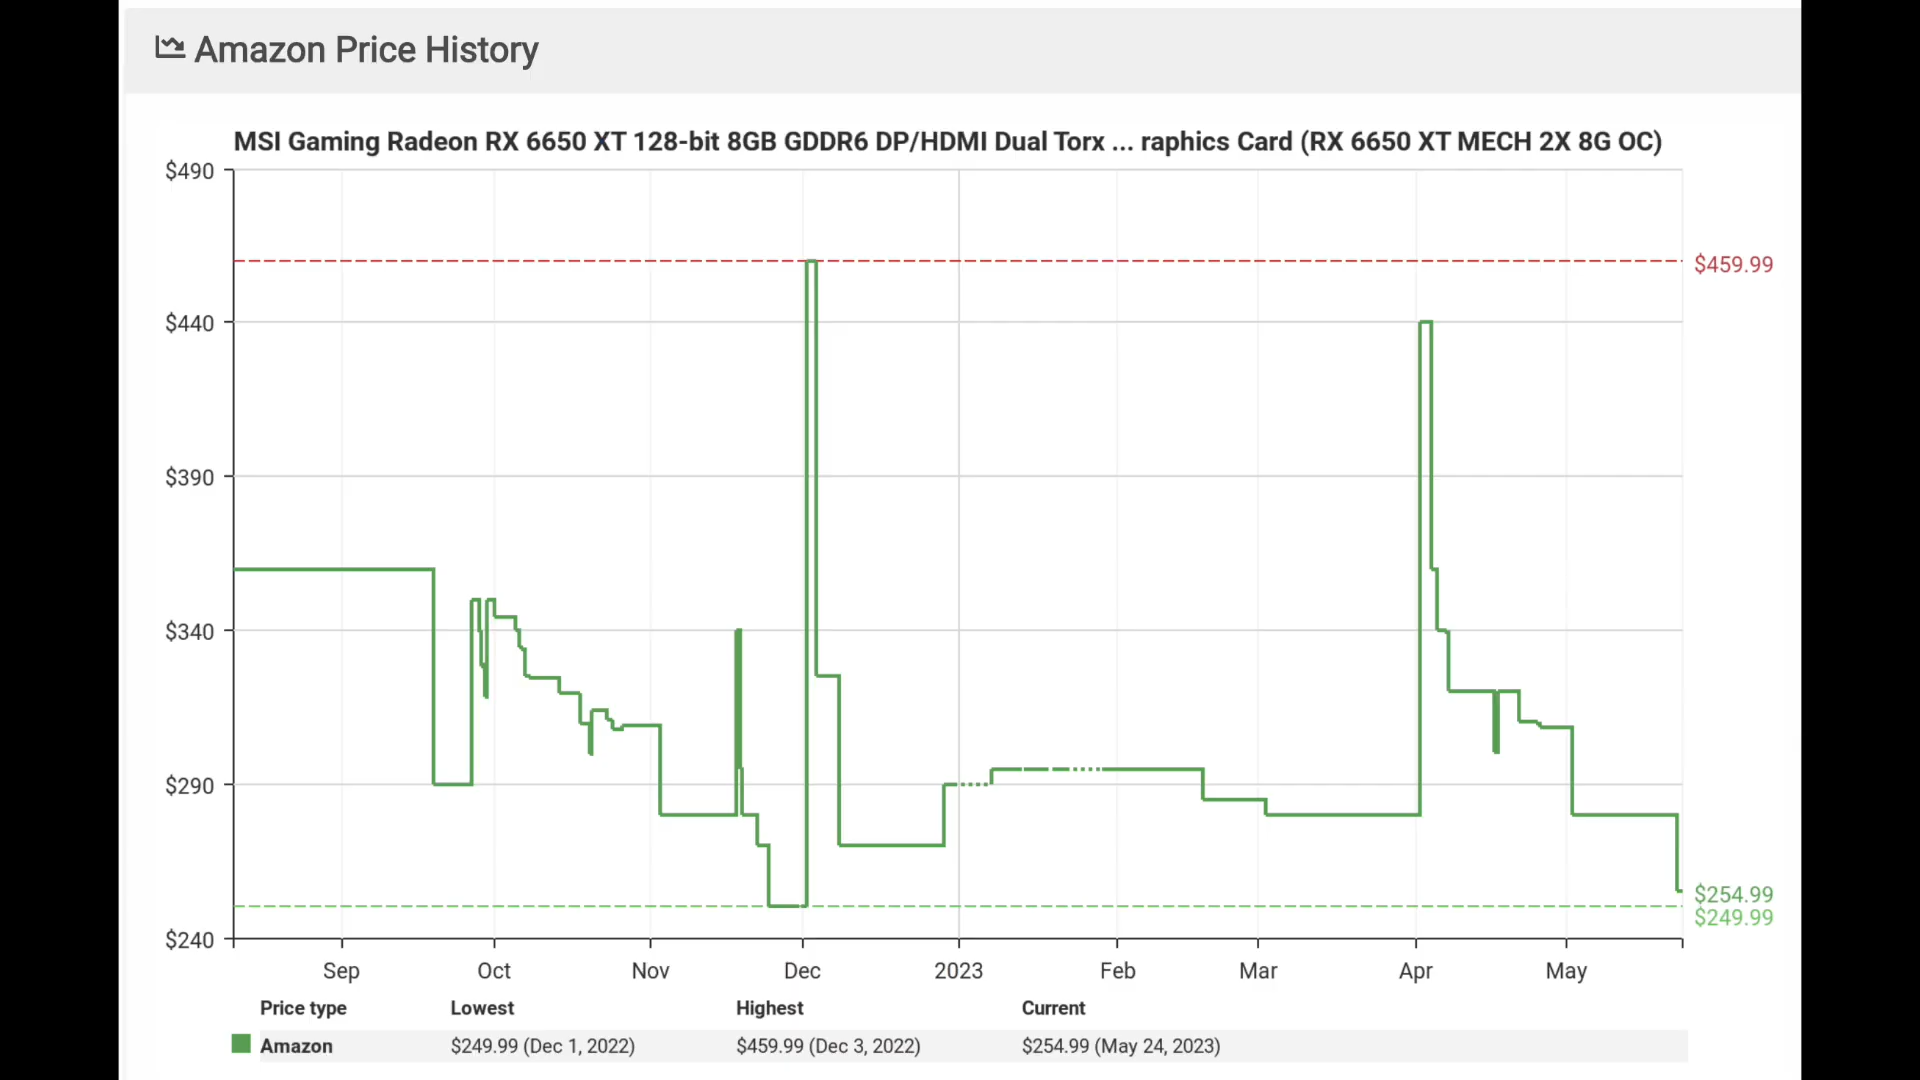 Amazon Price History
MSI Gaming Radeon RX 6650 XT 128-bit 8GB GDDR6 DP/HDMI Dual Torx ... raphics Card (RX 6650 XT MECH 2X 8G OC)
$490
$459.99
$440
$390
$340
$290
$254.99
$249.99
$240
Sep Oct Nov Dec 2023 Feb Mar Apr May
Price type Lowest Highest Current
Amazon $249.99 (Dec 1, 2022) $459.99 (Dec 3, 2022) $254.99 (May 24, 2023)